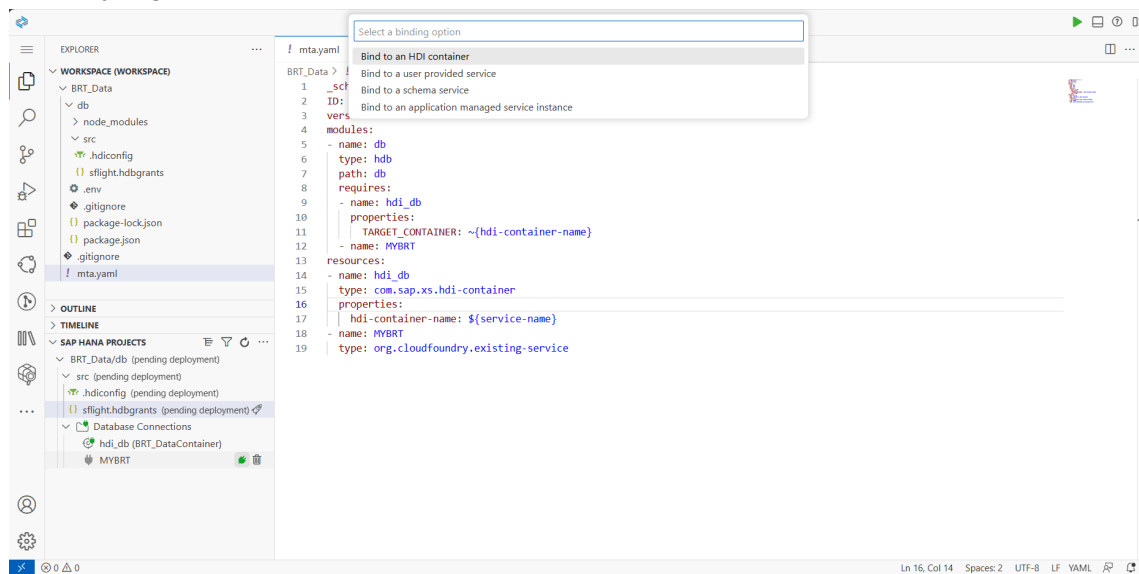 Select a binding option
Bind to an HDI container
Bind to a user provided service
Bind to a schema service
Bind to an application managed service instance
EXPLORER
WORKSPACE (WORKSPACE)
BRT_Data
db
node_modules
src
.hdiconfig
sflight.hdbgrants
.env
.gitignore
package-lock.json
package.json
.gitignore
mta.yaml
OUTLINE
TIMELINE
SAP HANA PROJECTS
BRT_Data/db (pending deployment)
src (pending deployment)
.hdiconfig (pending deployment)
sflight.hdbgrants (pending deployment)
Database Connections
hdi_db (BRT_DataContainer)
MYBRT
! mta.yaml
BRT_Data >
1 _sch
2 ID:
3 vers
4 modules:
5 - name: db
6 type: hdb
7 path: db
8 requires:
9 - name: hdi_db
10 properties:
11 TARGET_CONTAINER: ~{hdi-container-name}
12 - name: MYBRT
13 resources:
14 - name: hdi_db
15 type: com.sap.xs.hdi-container
16 properties:
17 hdi-container-name: ${service-name}
18 - name: MYBRT
19 type: org.cloudfoundry.existing-service
0 0 Ln 16, Col 14 Spaces: 2 UTF-8 LF YAML